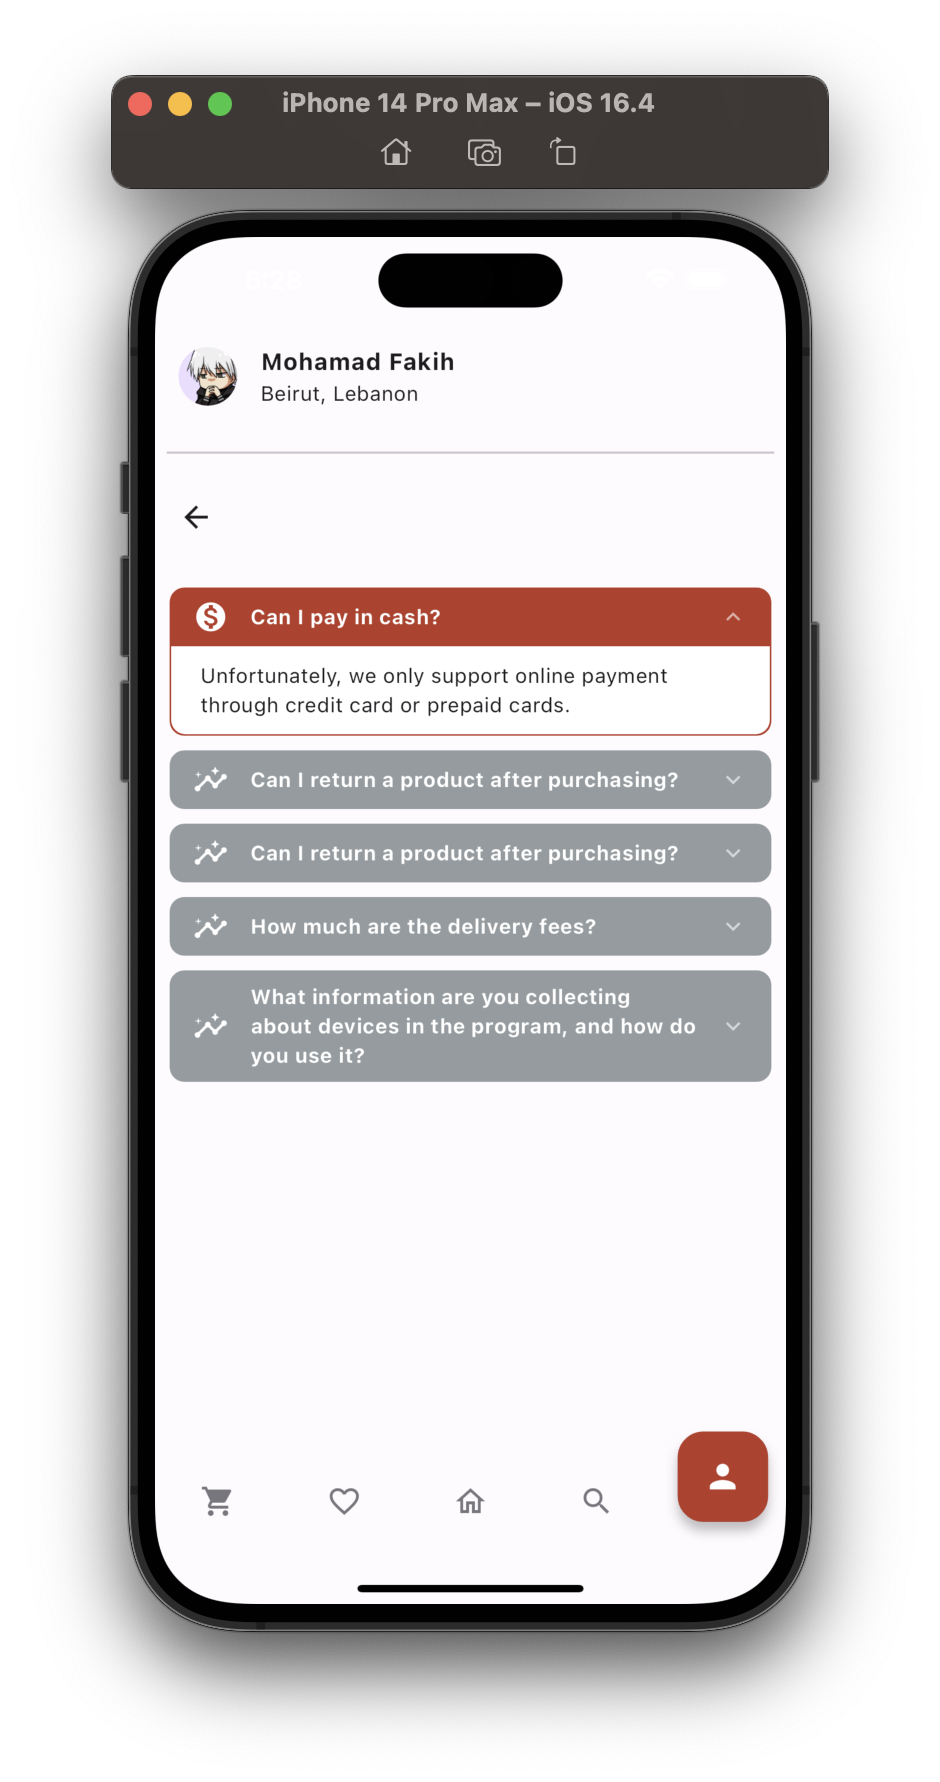 iPhone 14 Pro Max – iOS 16.4
Mohamad Fakih
Beirut, Lebanon
Can I pay in cash?
Unfortunately, we only support online payment
through credit card or prepaid cards.
Can I return a product after purchasing?
Can I return a product after purchasing?
How much are the delivery fees?
What information are you collecting
about devices in the program, and how do
you use it?